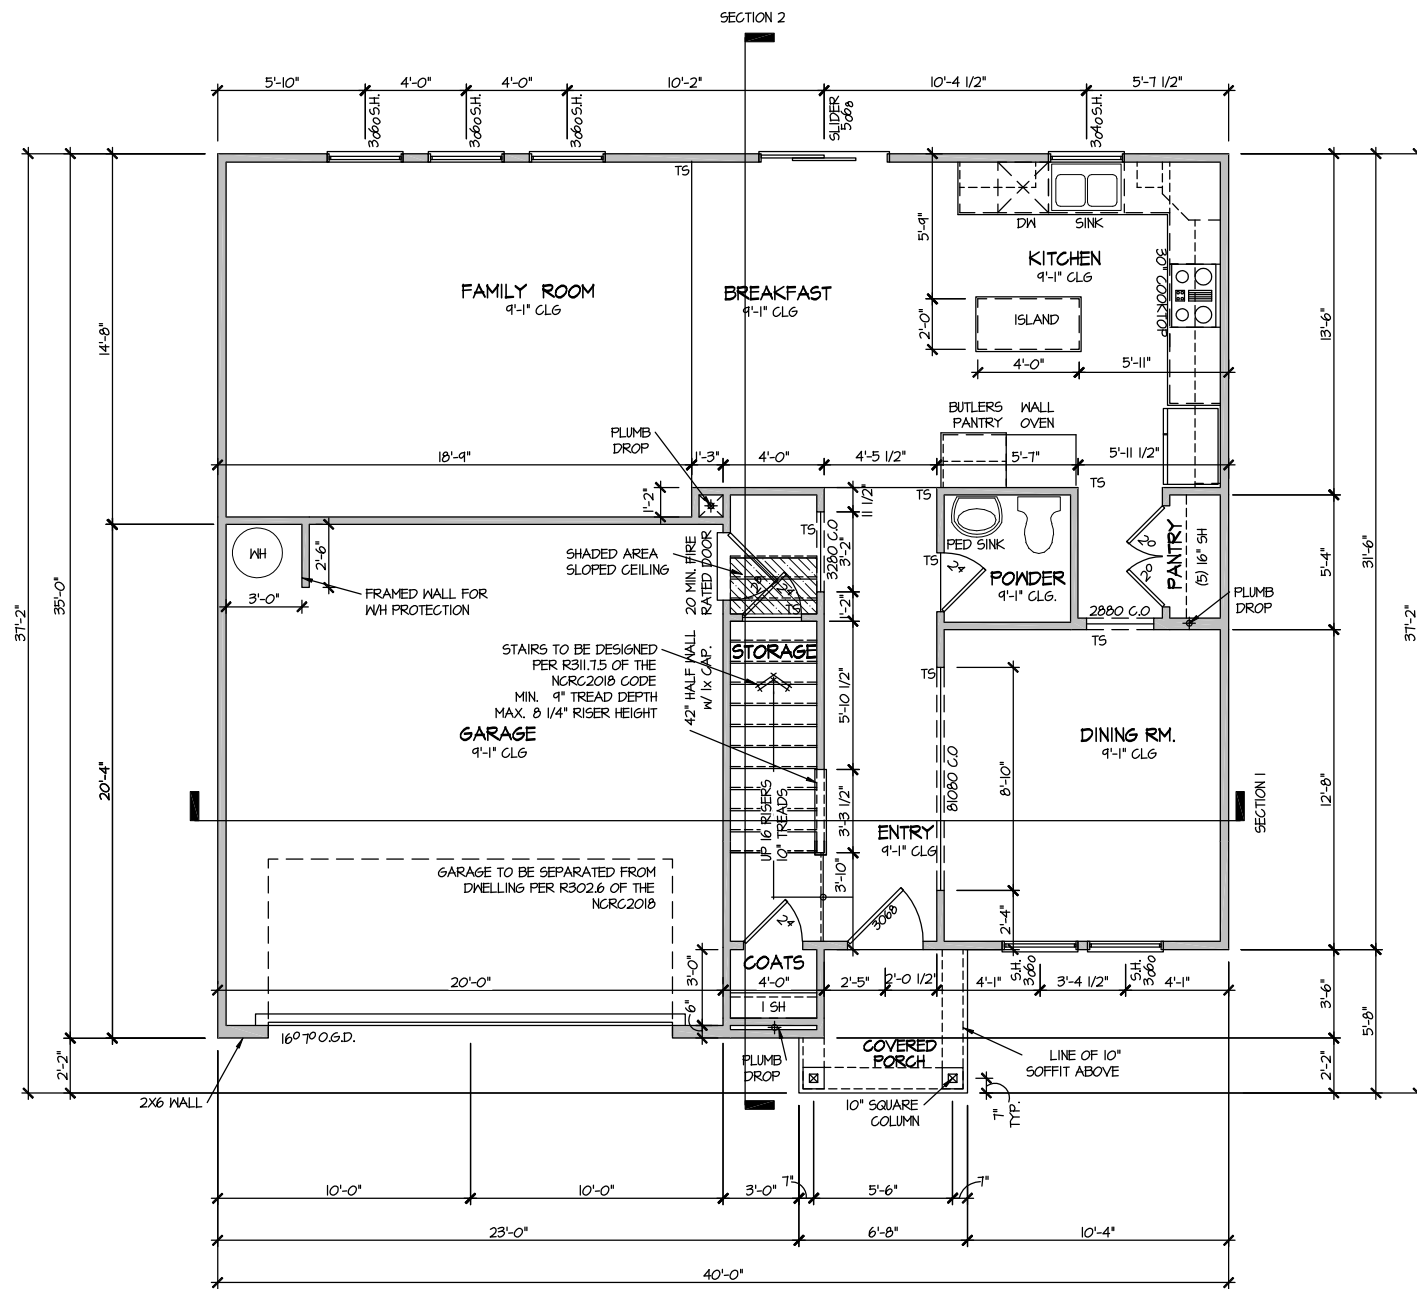 SECTION 2
5'-10"
4'-0"
4'-0"
10'-2"
10'-4 1/2"
5'-7 1/2"
3060 S.H.
3060 S.H.
3060 S.H.
SLIDER
5068
3040 S.H.
TS
DW
SINK
5'-9"
KITCHEN
9'-1" CLG
30" COOKTOP
FAMILY ROOM
9'-1" CLG
BREAKFAST
9'-1" CLG
ISLAND
2'-0"
4'-0"
5'-11"
14'-8"
13'-6"
37'-2"
35'-0"
31'-6"
37'-2"
BUTLERS
PANTRY
WALL
OVEN
PLUMB
DROP
18'-9"
1'-3"
4'-0"
4'-5 1/2"
5'-7"
5'-11 1/2"
1'-2"
11 1/2"
TS
TS
TS
WH
2'-6"
3'-0"
FRAMED WALL FOR
WH PROTECTION
SHADED AREA
SLOPED CEILING
20 MIN. FIRE
RATED DOOR
24
TS
3280 C.O
3'-2"
1'-2"
PED SINK
TS
24
POWDER
9'-1" CLG.
20
20
PANTRY
(5) 16" SH
5'-4"
PLUMB
DROP
2880 C.O
TS
STAIRS TO BE DESIGNED
PER R311.7.5 OF THE
NCRC2018 CODE
MIN. 9" TREAD DEPTH
MAX. 8 1/4" RISER HEIGHT
42" HALF WALL
W/ 1x CAP.
STORAGE
TS
5'-10 1/2"
GARAGE
9'-1" CLG
DINING RM.
9'-1" CLG
20'-4"
UP 16 RISERS
10" TREADS
3'-3 1/2"
81080 C.O
8'-10"
12'-8"
SECTION 1
ENTRY
9'-1" CLG
3'-10"
GARAGE TO BE SEPARATED FROM
DWELLING PER R302.6 OF THE
NCRC2018
24
3068
2'-4"
COATS
3'-0"
20'-0"
4'-0"
2'-5"
2'-0 1/2"
4'-1"
3'-4 1/2"
4'-1"
S.H.
3060
S.H.
3060
3'-6"
5'-8"
6"
1 SH
16⁰ 7⁰ O.G.D.
COVERED
PORCH
LINE OF 10"
SOFFIT ABOVE
PLUMB
DROP
2'-2"
2'-2"
2X6 WALL
10" SQUARE
COLUMN
7"
TYP.
10'-0"
10'-0"
3'-0"
7"
5'-6"
7"
23'-0"
6'-8"
10'-4"
40'-0"